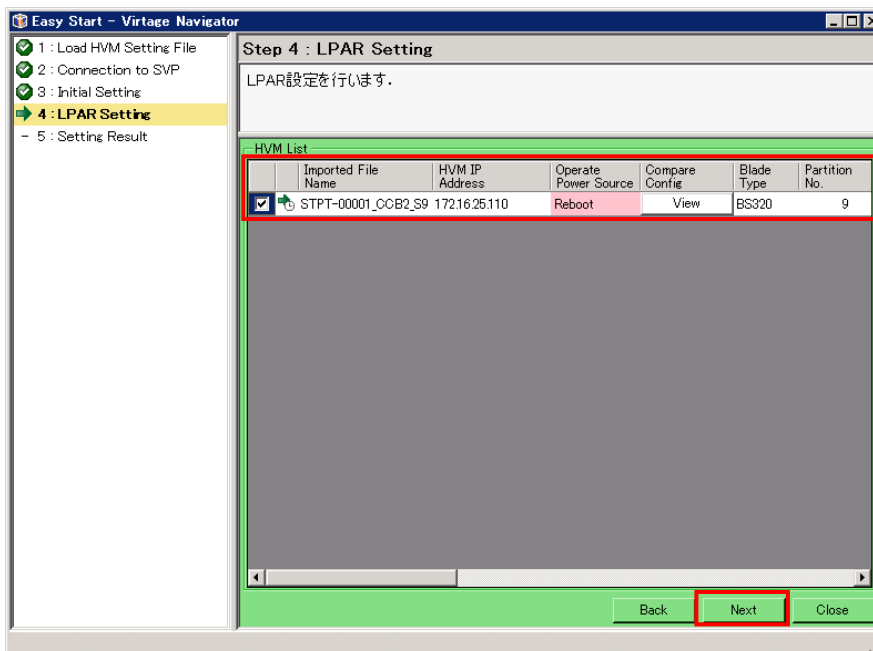 Easy Start - Virtage Navigator
1 : Load HVM Setting File
2 : Connection to SVP
3 : Initial Setting
4 : LPAR Setting
- 5 : Setting Result
Step 4 : LPAR Setting
LPAR設定を行います.
HVM List
Imported File Name HVM IP Address Operate Power Source Compare Config Blade Type Partition No.
STPT-00001_CCB2_S9 172.16.25.110 Reboot View BS320 9
Back Next Close